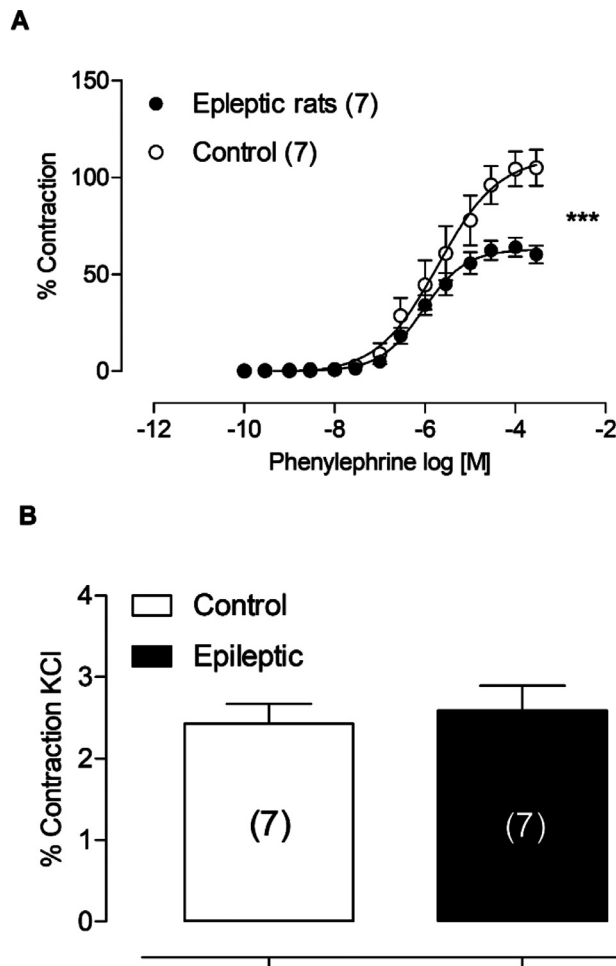 A
150
Epleptic rats (7)
Control (7)
100
50
0
% Contraction
***
-12 -10 -8 -6 -4 -2
Phenylephrine log [M]
B
4
3
2
1
0
% Contraction KCl
Control
Epileptic
(7) (7)